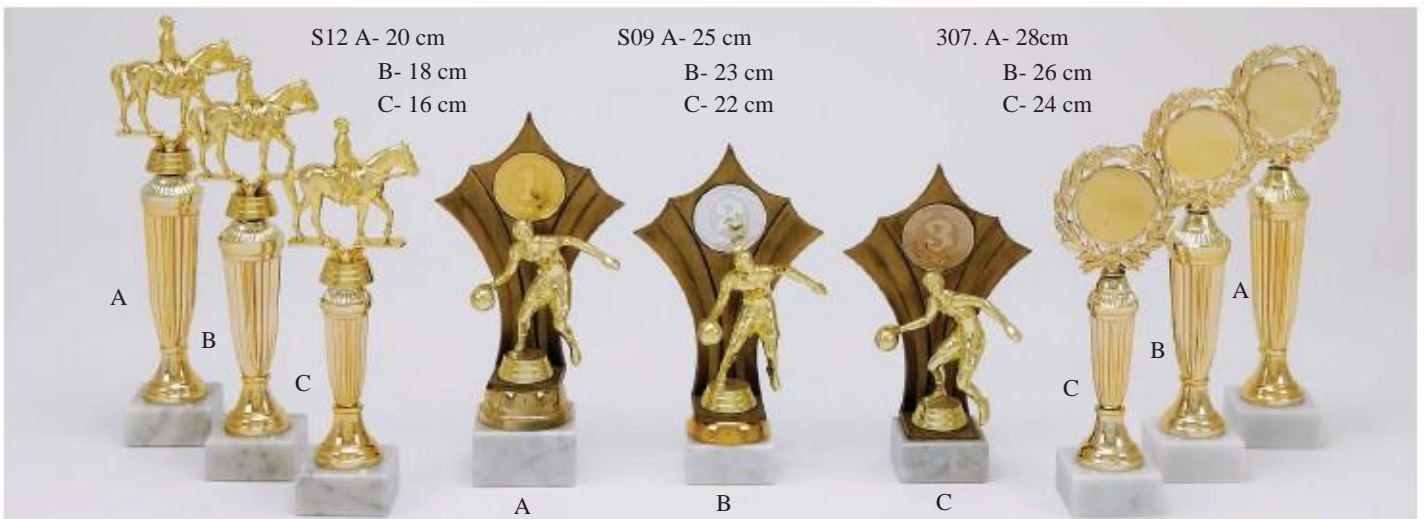 S12 A- 20 cm
B- 18 cm
C- 16 cm
S09 A- 25 cm
B- 23 cm
C- 22 cm
307. A- 28cm
B- 26 cm
C- 24 cm
1
2
3
A
B
C
A
B
C
A
B
C